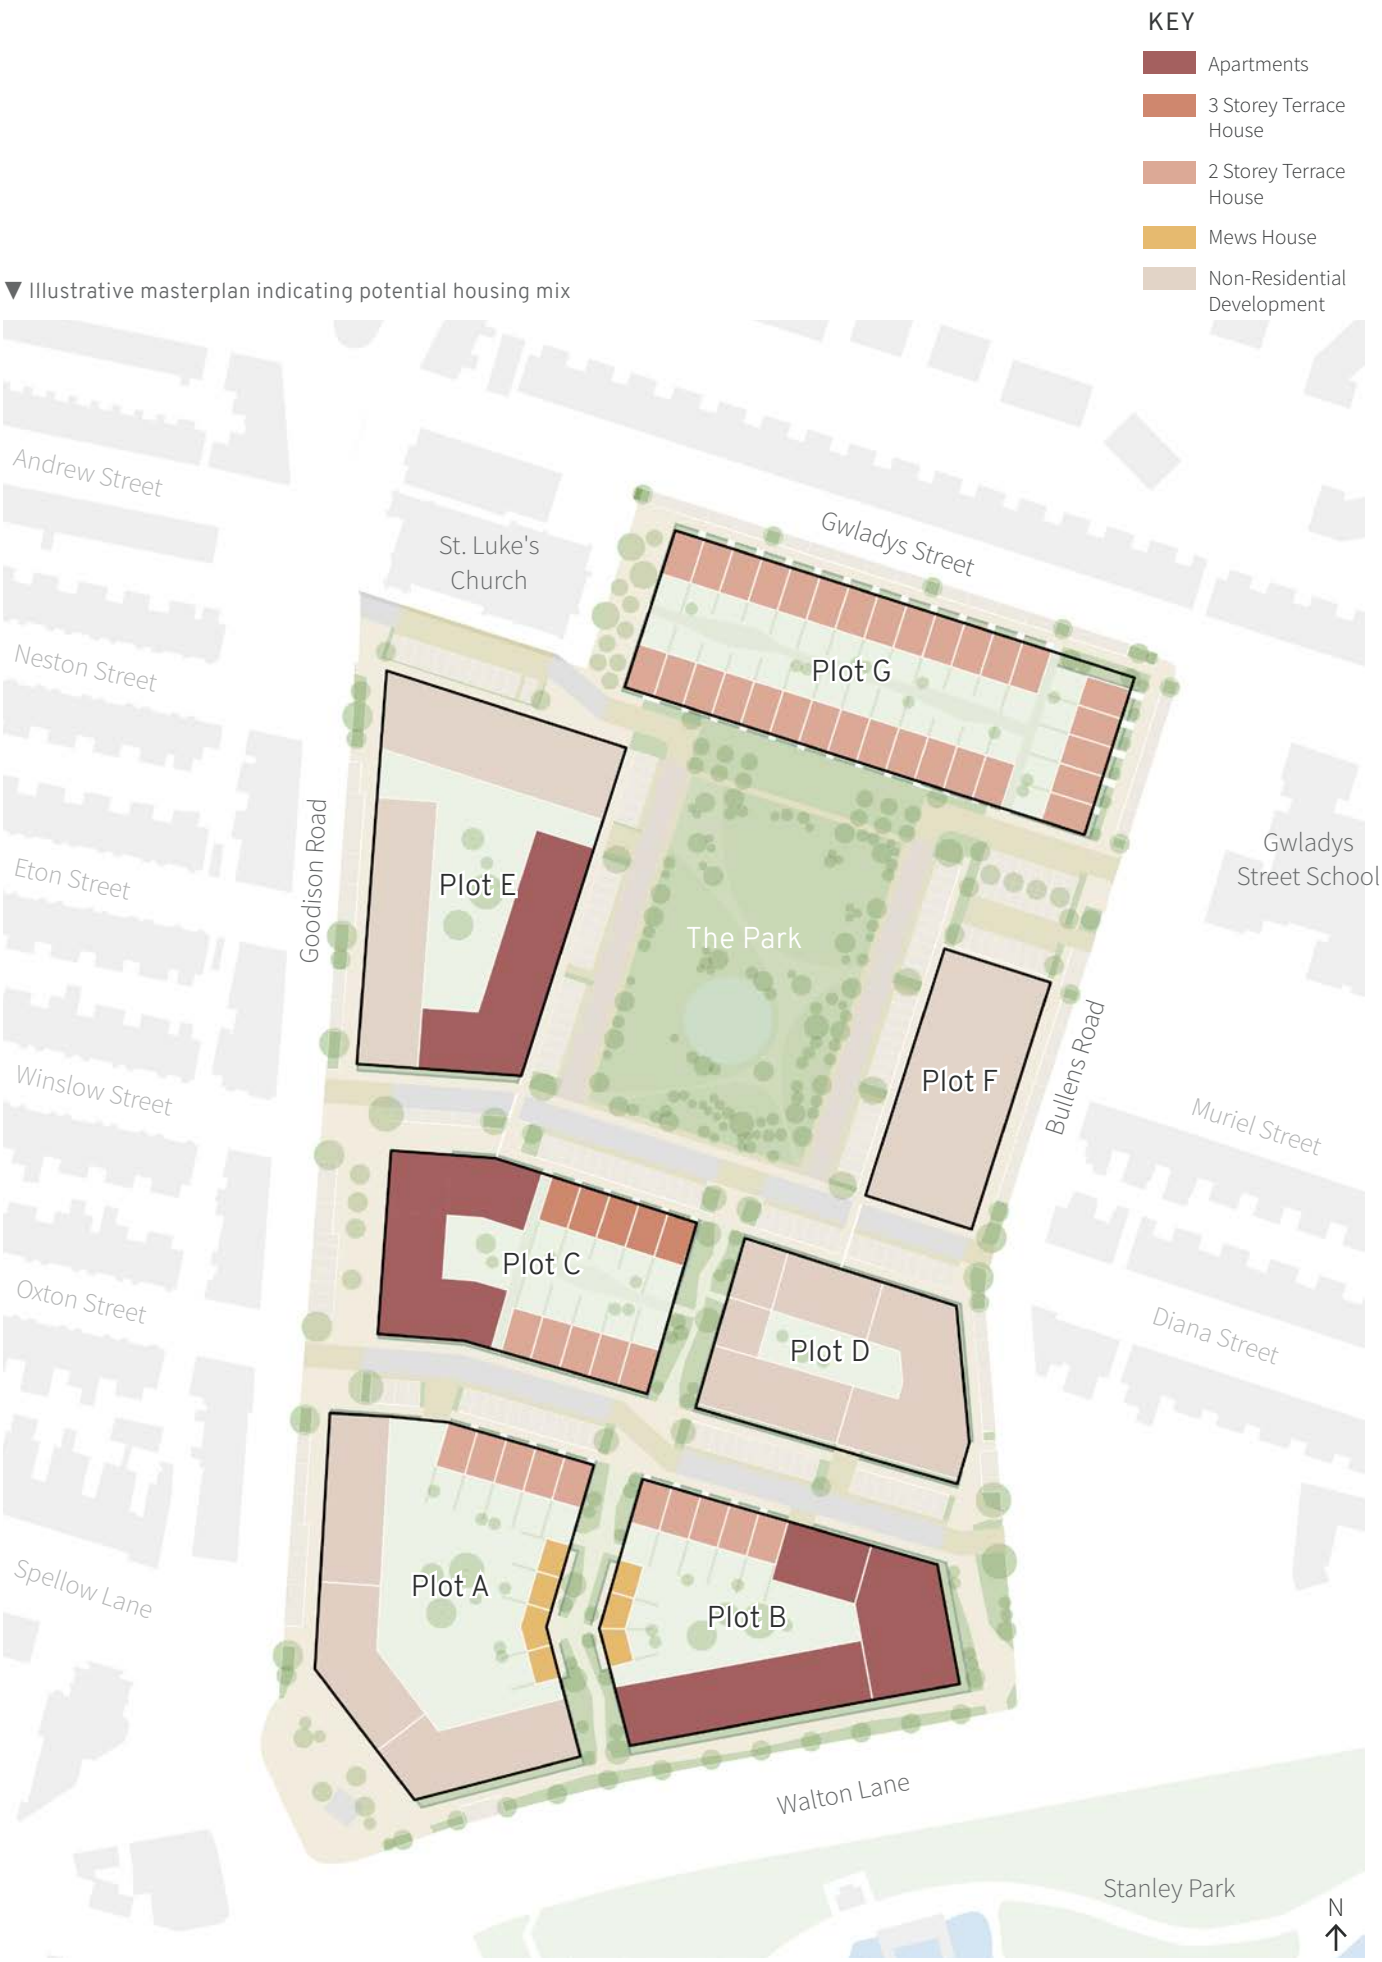 KEY
Apartments
3 Storey Terrace
House
2 Storey Terrace
House
Mews House
Non-Residential
Development
▼ Illustrative masterplan indicating potential housing mix
Andrew Street
St. Luke's
Church
Gwladys Street
Neston Street
Plot G
Goodison Road
Eton Street
Plot E
Gwladys
Street School
The Park
Winslow Street
Plot F
Bullens Road
Muriel Street
Oxton Street
Plot C
Plot D
Diana Street
Spellow Lane
Plot A
Plot B
Walton Lane
Stanley Park
N